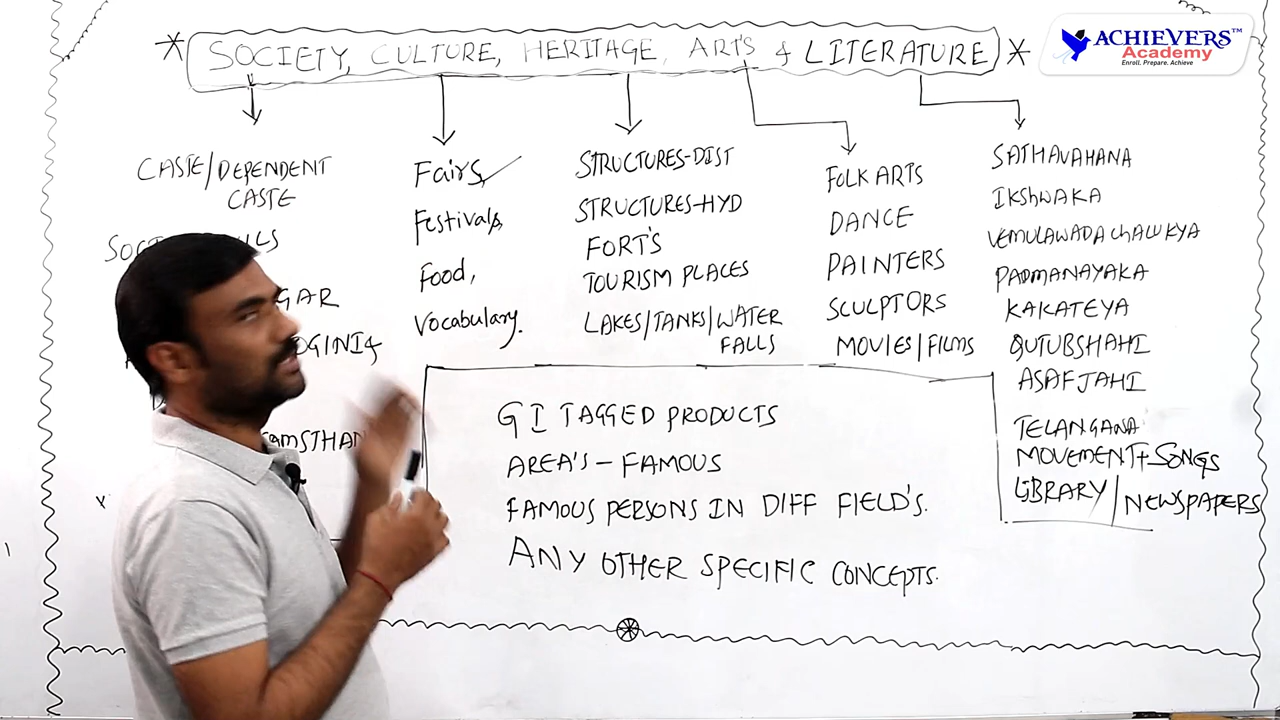 * SOCIETY, CULTURE, HERITAGE, ARTS & LITERATURE *
ACHIEVERS™
Academy
Enroll. Prepare. Achieve
CASTE/DEPENDENT
CASTE
Fairs,
Festivals,
Food,
Vocabulary.
STRUCTURES-DIST
STRUCTURES-HYD
FORT'S
TOURISM PLACES
LAKES/TANKS/WATER
FALLS
FOLK ARTS
DANCE
PAINTERS
SCULPTORS
MOVIES/FILMS
SATHAVAHANA
IKSHWAKA
VEMULAWADA CHALUKYA
PADMANAYAKA
KAKATEYA
QUTUBSHAHI
ASAFJAHI
TELANGANA
MOVEMENT+SONGS
LIBRARY/NEWSPAPERS
GI TAGGED PRODUCTS
AREA'S - FAMOUS
FAMOUS PERSONS IN DIFF FIELD'S.
ANY OTHER SPECIFIC CONCEPTS.